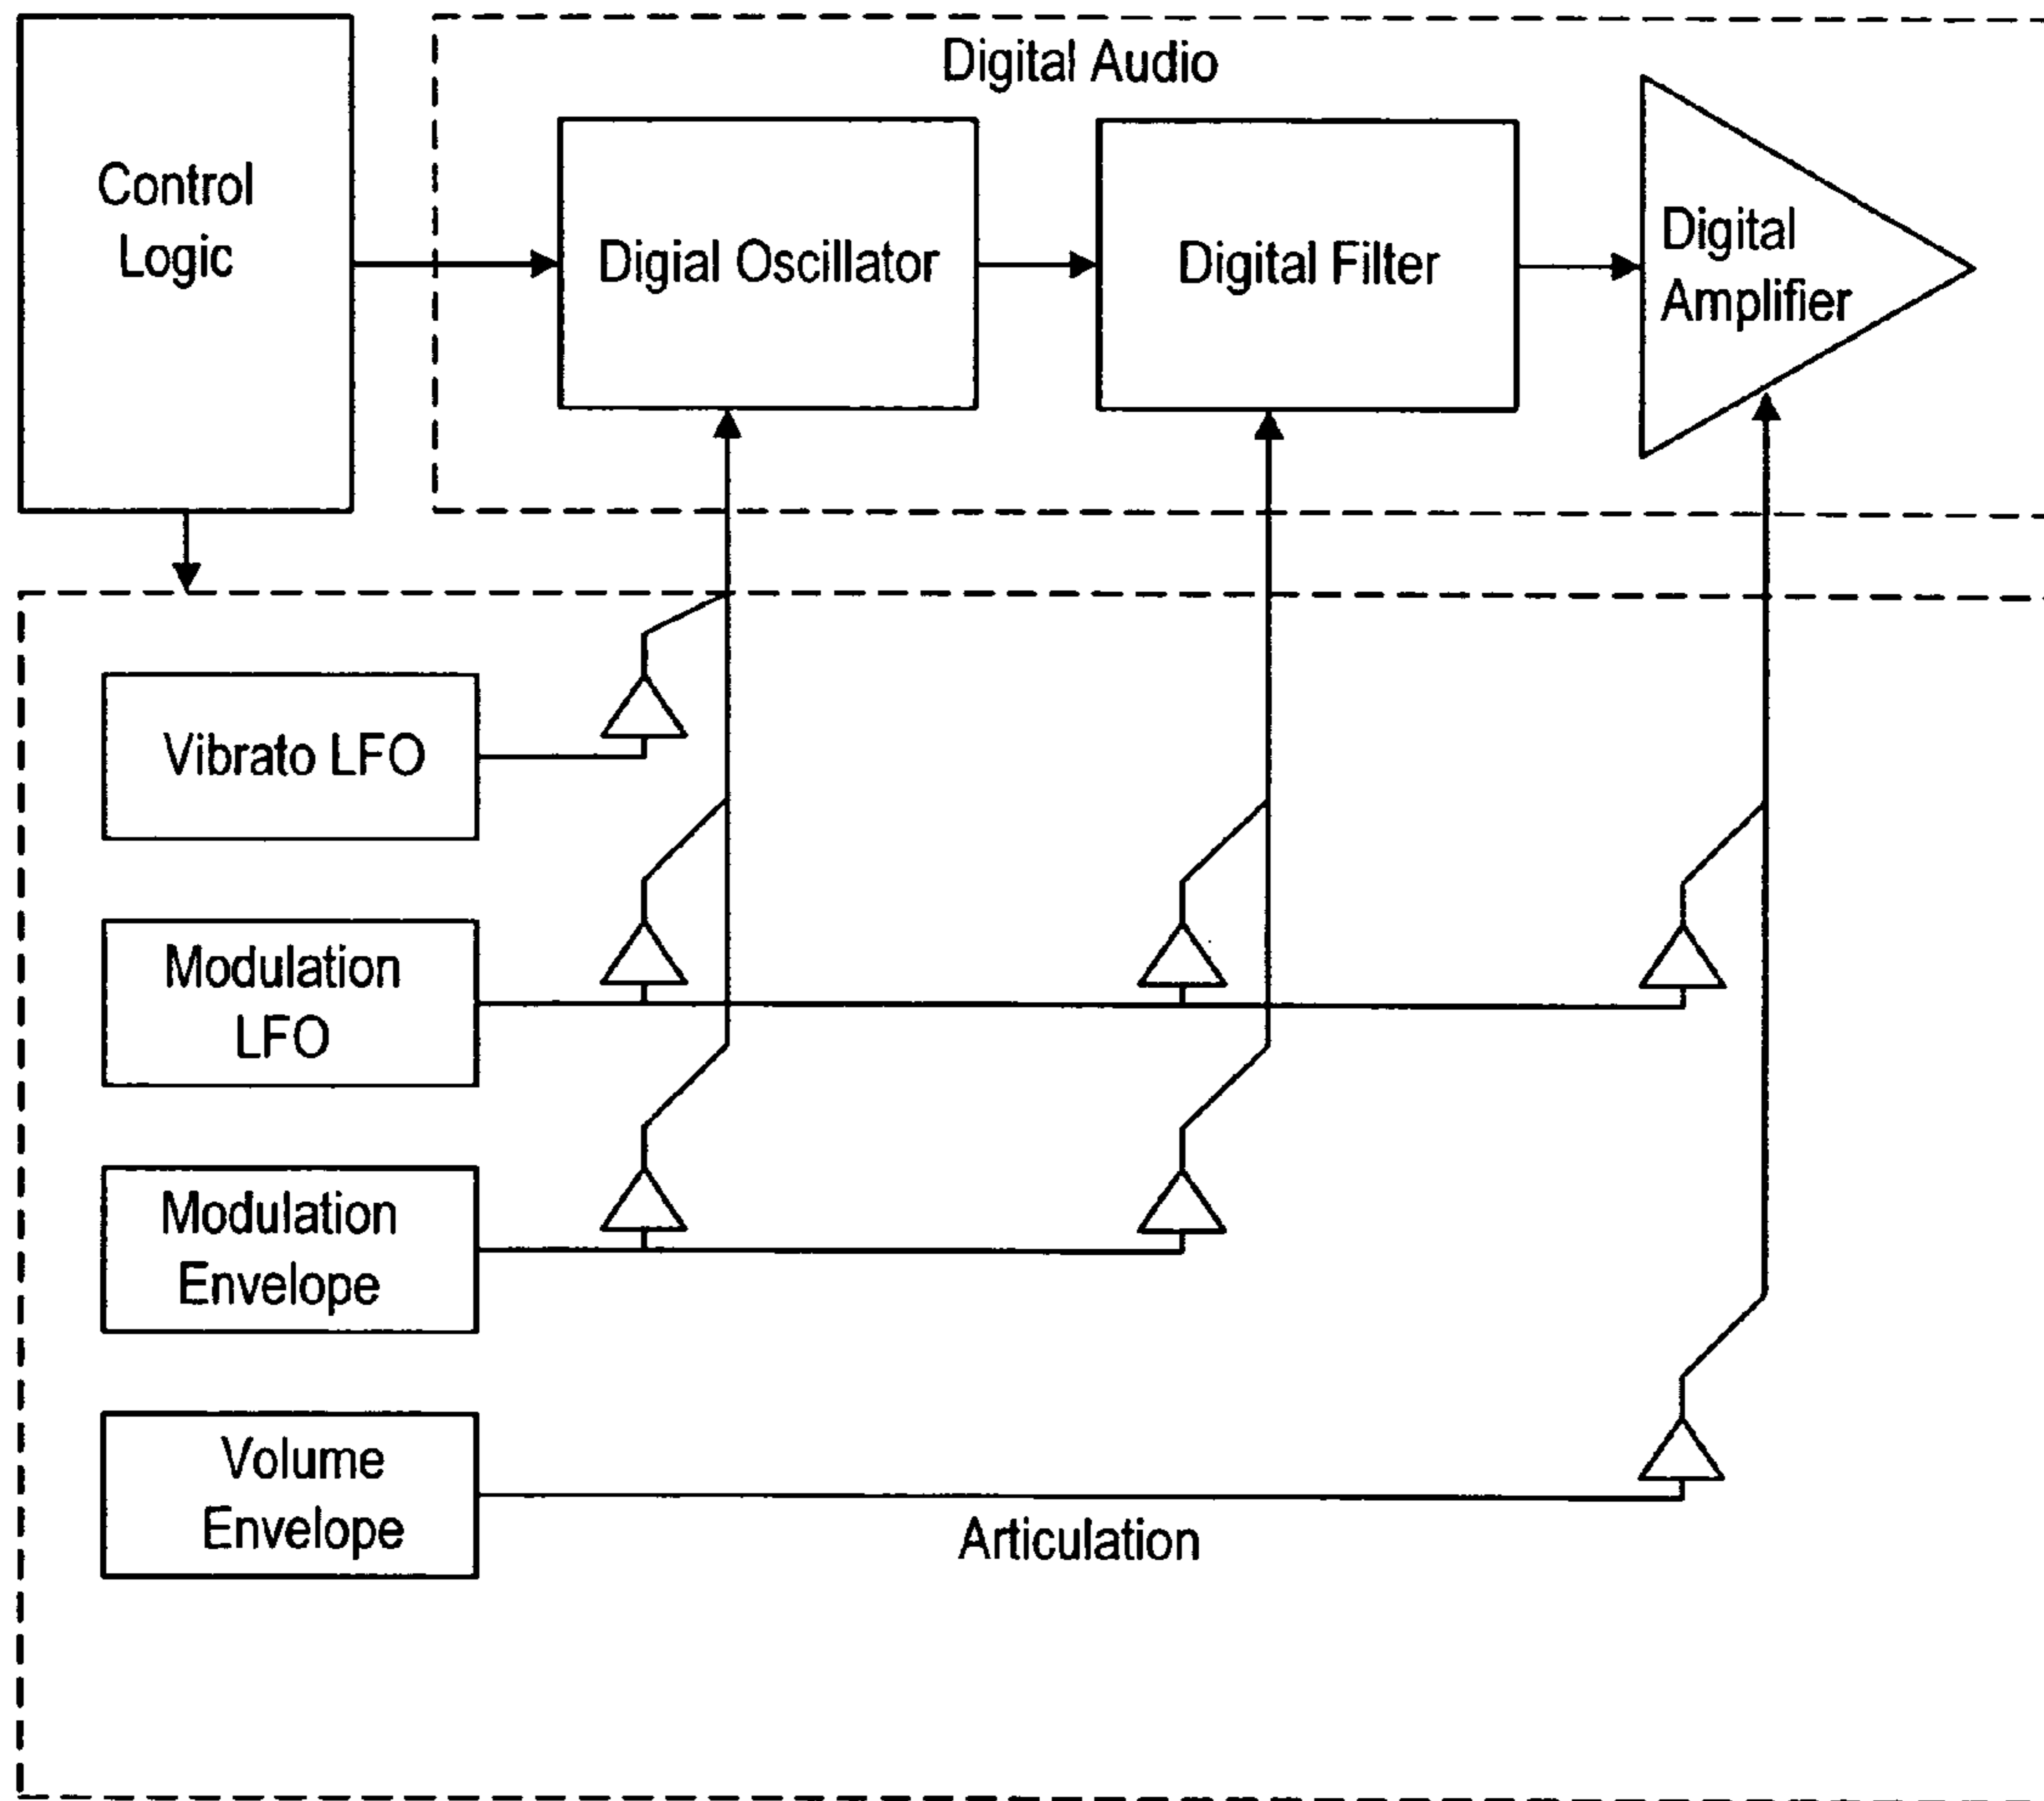 Digital Audio
Control
Logic
Digial Oscillator
Digital Filter
Digital
Amplifier
Vibrato LFO
Modulation
LFO
Modulation
Envelope
Volume
Envelope
Articulation